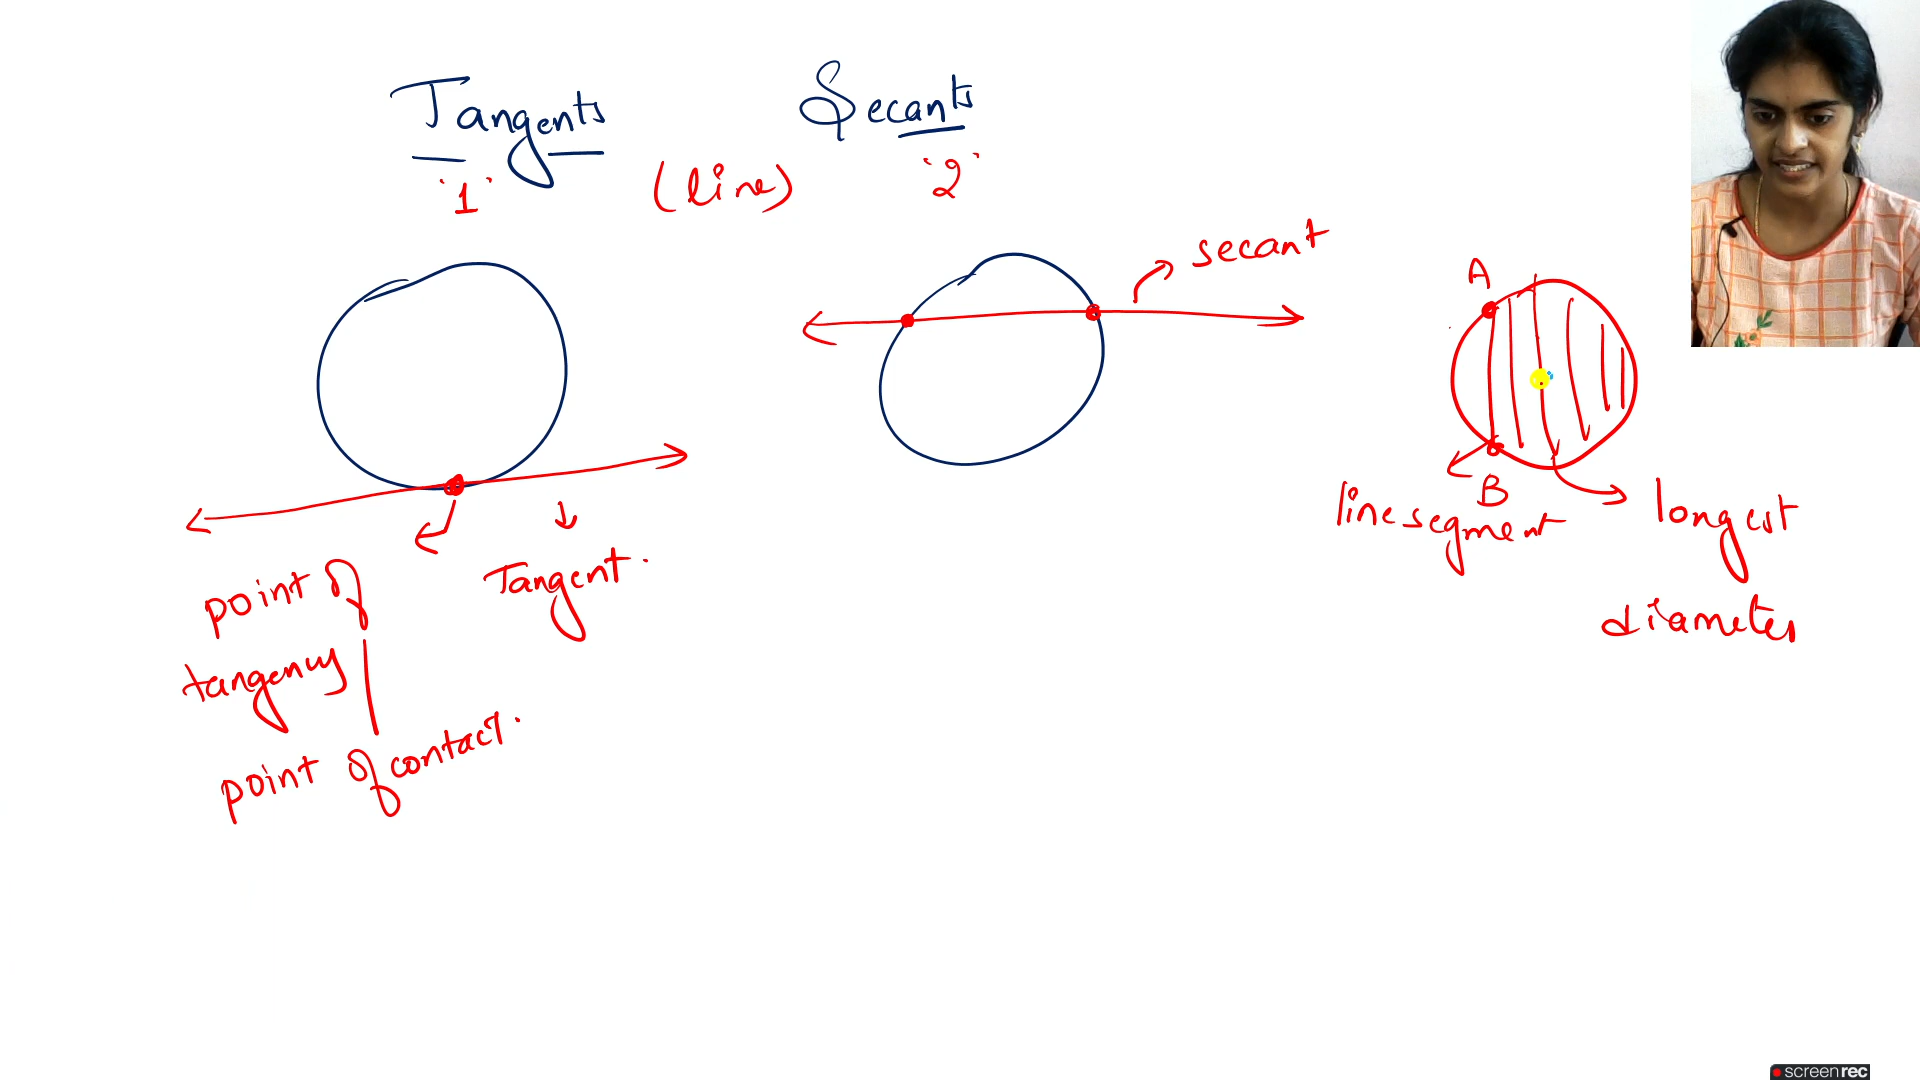 Tangents Secants
'1' (line) '2'
secant
A
B
line segment
longest
diameter
Tangent.
point of
tangency
point of contact.
screenrec